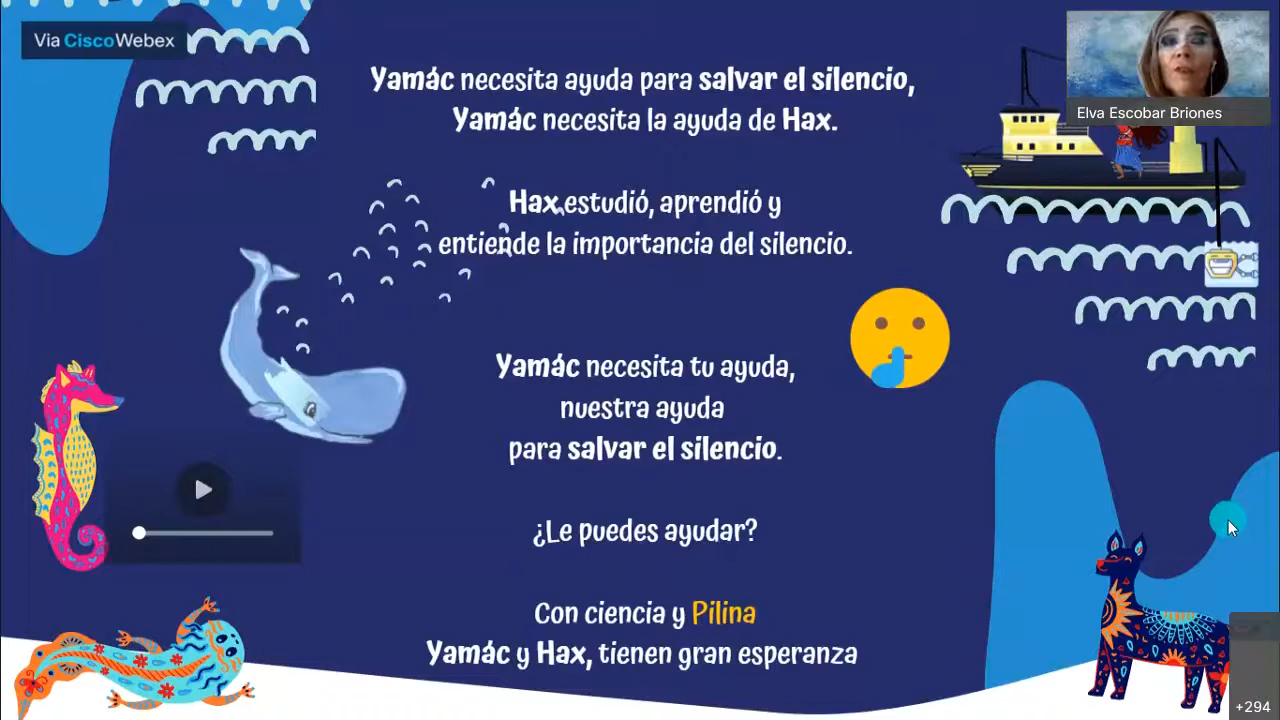 Via CiscoWebex
Elva Escobar Briones
Yamác necesita ayuda para salvar el silencio,
Yamác necesita la ayuda de Hax.
Hax,estudió, aprendió y
entiende la importancia del silencio.
Yamác necesita tu ayuda,
nuestra ayuda
para salvar el silencio.
¿Le puedes ayudar?
Con ciencia y Pilina
Yamác y Hax, tienen gran esperanza
+294